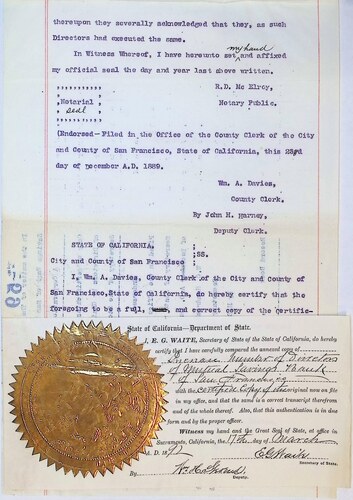 thereupon they severally acknowledged that they, as such
Directors had executed the same.
my hand
In Witness Whereof, I have hereunto set and affixed
my official seal the day and year last above written.
R.D. Mc Elroy,
Notarial
Notary Public.
seal
(Endorsed—Filed in the Office of the County Clerk of the City
and County of San Francisco, State of California, this 23rd
day of December A.D. 1889.
Wm. A. Davies,
County Clerk.
By John H. Harney,
Deputy Clerk.
STATE OF CALIFORNIA,
:SS.
City and County of San Francisco
I, Wm. A. Davies, County Clerk of the City and County of
San Francisco, State of California, do hereby certify that the
foregoing to be a full, and correct copy of the certific-
State of California—Department of State.
I, E. G. WAITE, Secretary of State of the State of California, do hereby
certify that I have carefully compared the annexed copy of
Increase Number of Directors
of Mutual Savings Bank
of San Francisco
with the certified copy of the original now on file
in my office, and that the same is a correct transcript therefrom
and of the whole thereof. Also, that this authentication is in due
form and by the proper officer.
Witness my hand and the Great Seal of State, at office in
Sacramento, California, the 17th day of March
A. D. 18
E G Waite
Secretary of State.
By
Deputy.